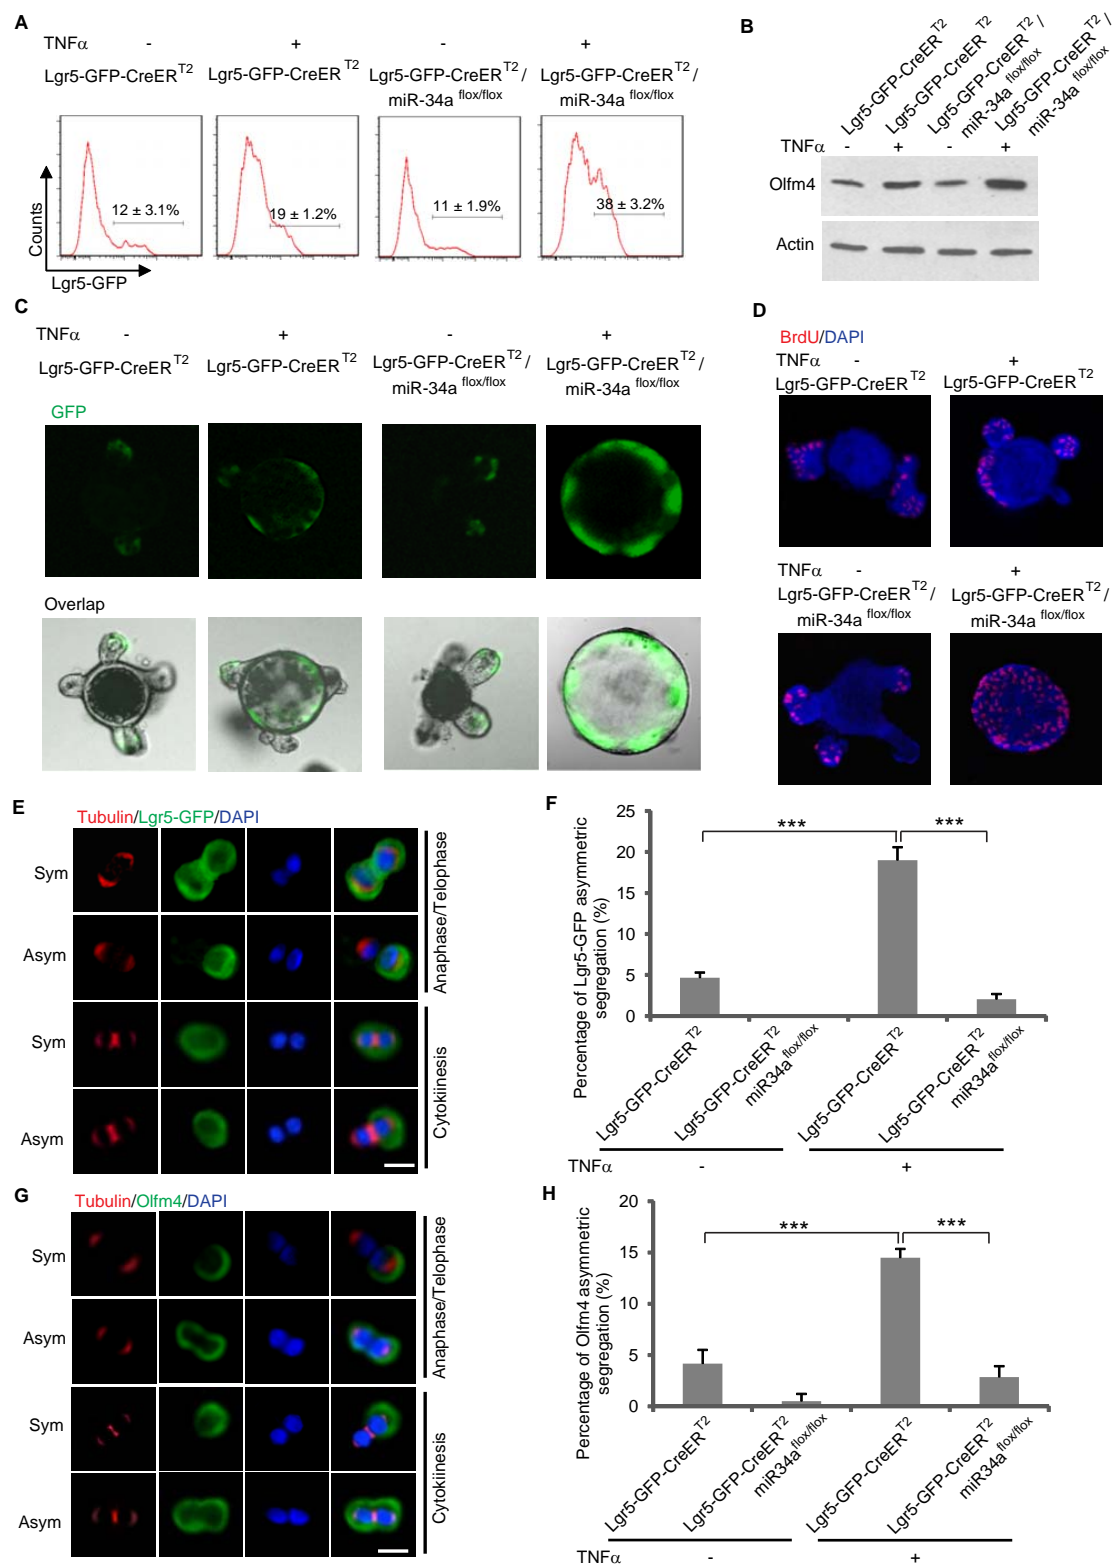 A
TNFα - + - +
Lgr5-GFP-CreER^T2 Lgr5-GFP-CreER^T2 Lgr5-GFP-CreER^T2/ Lgr5-GFP-CreER^T2/
miR-34a^flox/flox miR-34a^flox/flox
12 ± 3.1% 19 ± 1.2% 11 ± 1.9% 38 ± 3.2%
Counts
Lgr5-GFP
B
Lgr5-GFP-CreER^T2
Lgr5-GFP-CreER^T2
Lgr5-GFP-CreER^T2/
miR-34a^flox/flox
Lgr5-GFP-CreER^T2/
miR-34a^flox/flox
TNFα - + - +
Olfm4
Actin
C
TNFα - + - +
Lgr5-GFP-CreER^T2 Lgr5-GFP-CreER^T2 Lgr5-GFP-CreER^T2/ Lgr5-GFP-CreER^T2/
miR-34a^flox/flox miR-34a^flox/flox
GFP
Overlap
D
BrdU/DAPI
TNFα - +
Lgr5-GFP-CreER^T2 Lgr5-GFP-CreER^T2
TNFα - +
Lgr5-GFP-CreER^T2/ Lgr5-GFP-CreER^T2/
miR-34a^flox/flox miR-34a^flox/flox
E
Tubulin/Lgr5-GFP/DAPI
Sym
Asym
Sym
Asym
Anaphase/Telophase
Cytokiinesis
F
Percentage of Lgr5-GFP asymmetric
segregation (%)
25
20
15
10
5
0
*** ***
Lgr5-GFP-CreER^T2
Lgr5-GFP-CreER^T2
miR34a^flox/flox
Lgr5-GFP-CreER^T2
Lgr5-GFP-CreER^T2
miR34a^flox/flox
TNFα - +
G
Tubulin/Olfm4/DAPI
Sym
Asym
Sym
Asym
Anaphase/Telophase
Cytokiinesis
H
Percentage of Olfm4 asymmetric
segregation (%)
20
15
10
5
0
*** ***
Lgr5-GFP-CreER^T2
Lgr5-GFP-CreER^T2
miR34a^flox/flox
Lgr5-GFP-CreER^T2
Lgr5-GFP-CreER^T2
miR34a^flox/flox
TNFα - +